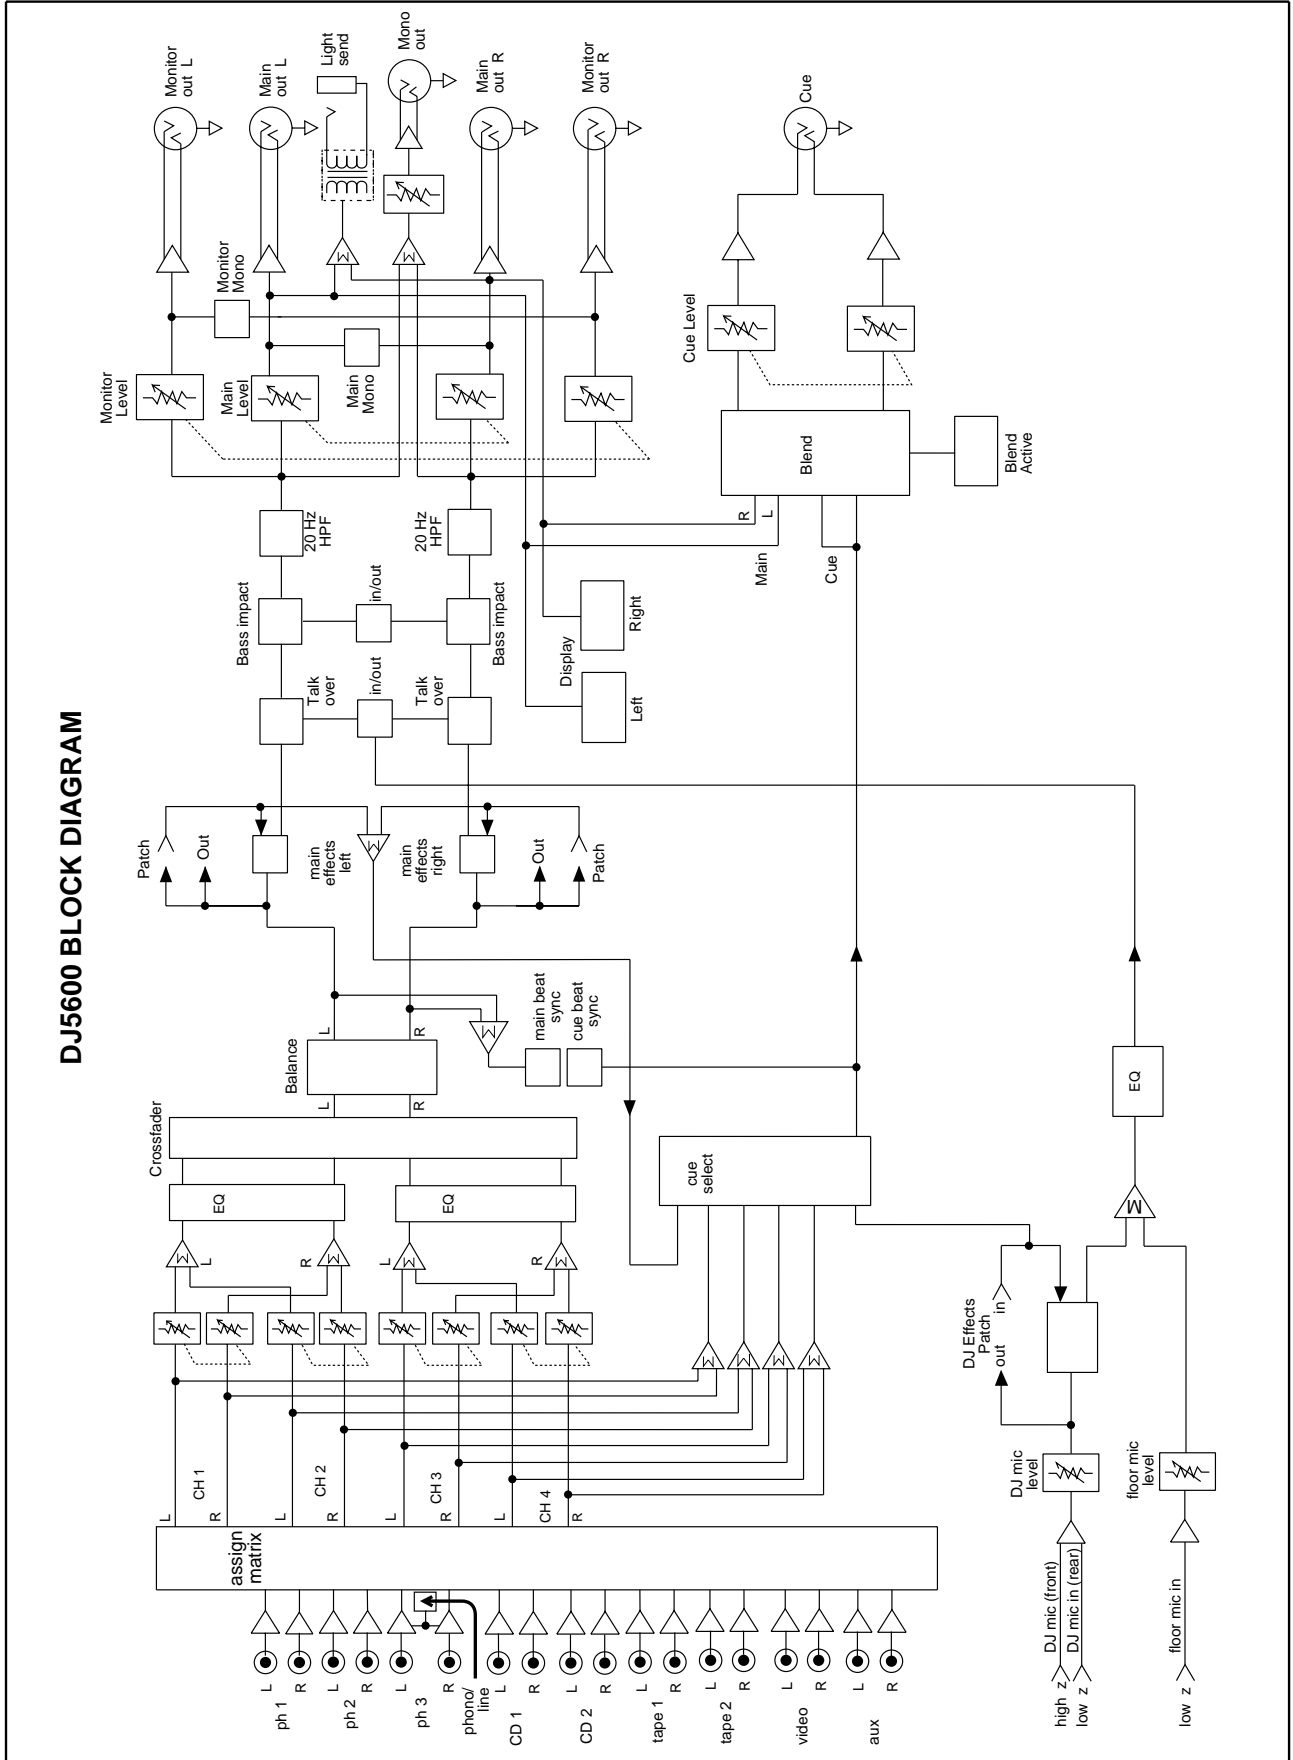 DJ5600 BLOCK DIAGRAM
Monitor
out L
Main
out L
Light
send
Mono
out
Main
out R
Monitor
out R
Cue
Monitor
Mono
Σ
Σ
Monitor
Level
Main
Level
Main
Mono
Cue Level
Blend
Blend
Active
R
L
Main
Cue
20 Hz
HPF
20 Hz
HPF
Bass impact
in/out
Bass impact
Talk
over
in/out
Talk
over
Display
Right
Left
Patch
Out
main
effects
left
Σ
main
effects
right
Out
Patch
L
R
Balance
L
R
Σ
main beat
sync
cue beat
sync
Crossfader
EQ
EQ
Σ
L
Σ
R
Σ
L
Σ
R
cue
select
Σ
Σ
Σ
Σ
EQ
Σ
DJ Effects
Patch
out
in
DJ mic
level
floor mic
level
L
CH 1
R
L
CH 2
R
L
CH 3
R
L
CH 4
R
assign
matrix
L
R
ph 1
L
R
ph 2
L
R
ph 3
phono/
line
L
R
CD 1
L
R
CD 2
L
R
tape 1
L
R
tape 2
L
R
video
L
R
aux
DJ mic (front)
high z
DJ mic in (rear)
low z
floor mic in
low z